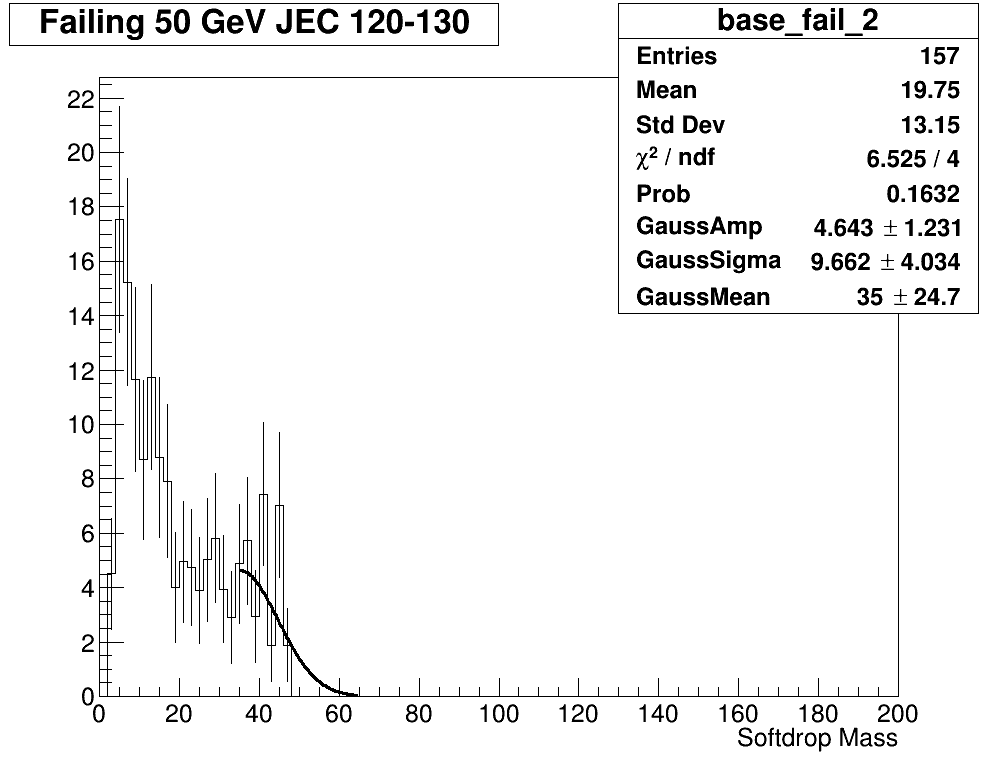 Failing 50 GeV JEC 120-130
base_fail_2
Entries 157
Mean 19.75
Std Dev 13.15
χ² / ndf 6.525 / 4
Prob 0.1632
GaussAmp 4.643 ± 1.231
GaussSigma 9.662 ± 4.034
GaussMean 35 ± 24.7
22
20
18
16
14
12
10
8
6
4
2
0
0 20 40 60 80 100 120 140 160 180 200
Softdrop Mass